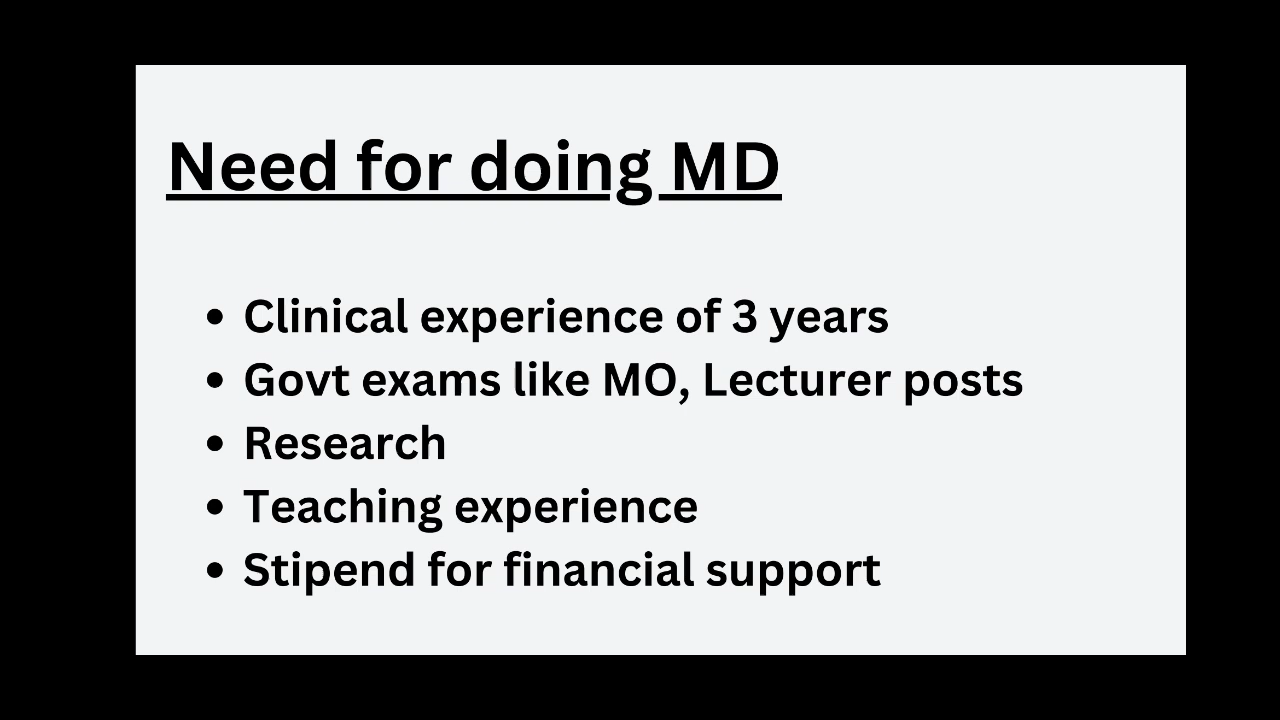 Need for doing MD
• Clinical experience of 3 years
• Govt exams like MO, Lecturer posts
• Research
• Teaching experience
• Stipend for financial support